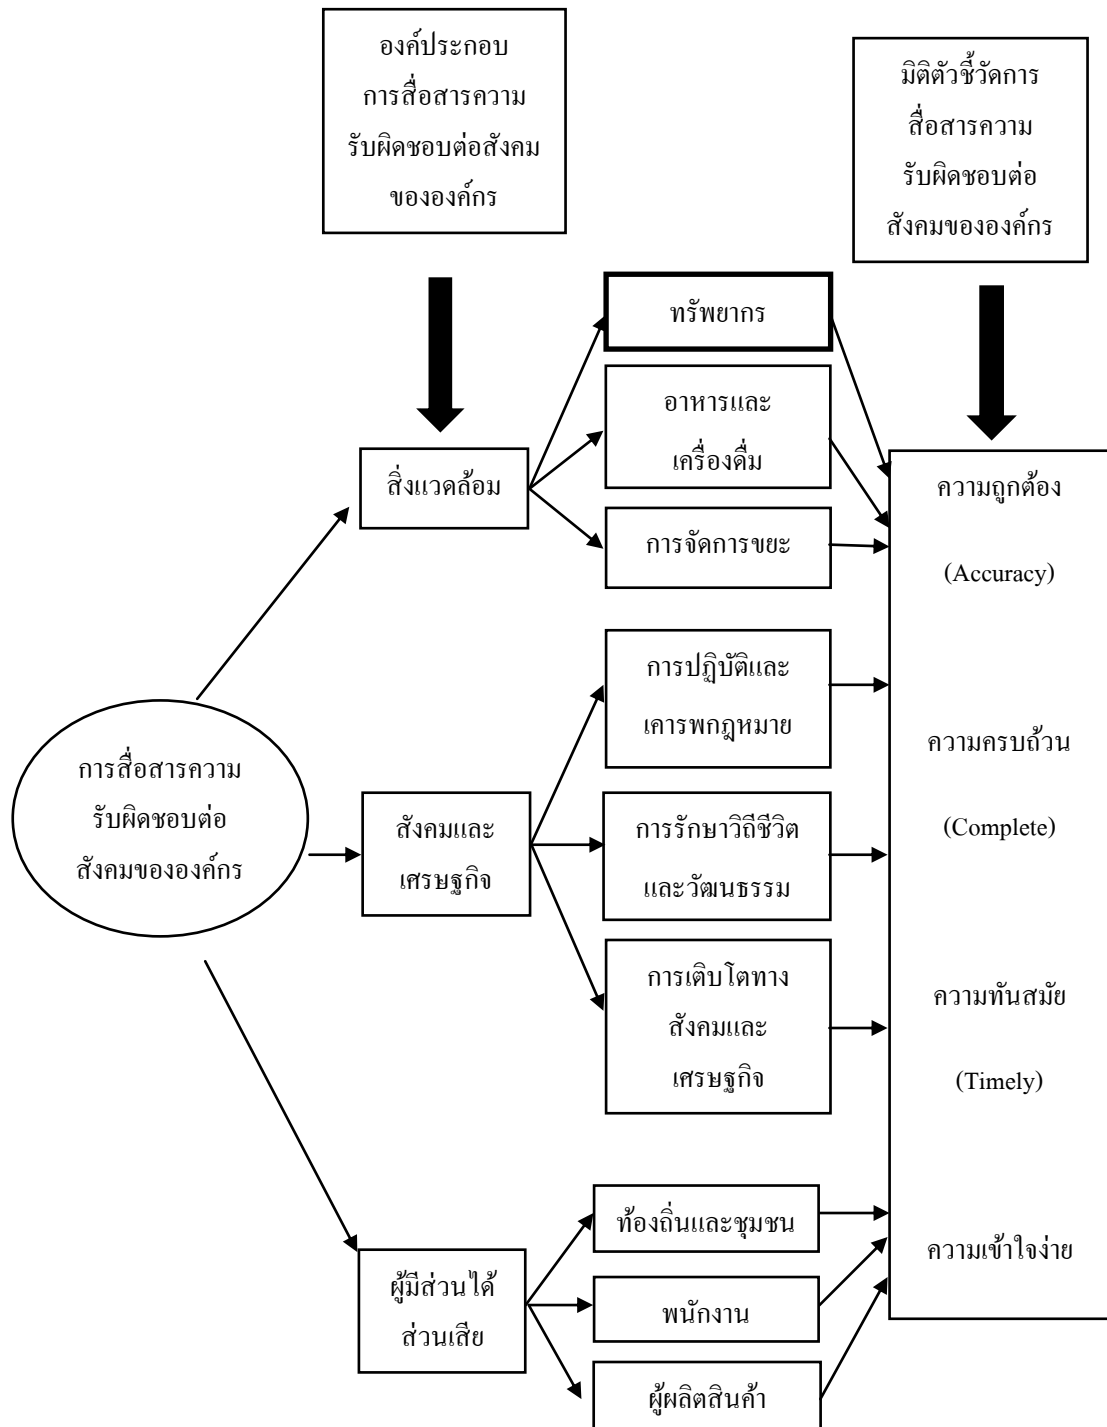 องค์ประกอบ
การสื่อสารความ
รับผิดชอบต่อสังคม
ขององค์กร
มิติตัวชี้วัดการ
สื่อสารความ
รับผิดชอบต่อ
สังคมขององค์กร
ทรัพยากร
อาหารและ
เครื่องดื่ม
สิ่งแวดล้อม
การจัดการขยะ
ความถูกต้อง
(Accuracy)
การปฏิบัติและ
เคารพกฎหมาย
ความครบถ้วน
(Complete)
การสื่อสารความ
รับผิดชอบต่อ
สังคมขององค์กร
สังคมและ
เศรษฐกิจ
การรักษาวิถีชีวิต
และวัฒนธรรม
การเติบโตทาง
สังคมและ
เศรษฐกิจ
ความทันสมัย
(Timely)
ท้องถิ่นและชุมชน
ความเข้าใจง่าย
ผู้มีส่วนได้
ส่วนเสีย
พนักงาน
ผู้ผลิตสินค้า